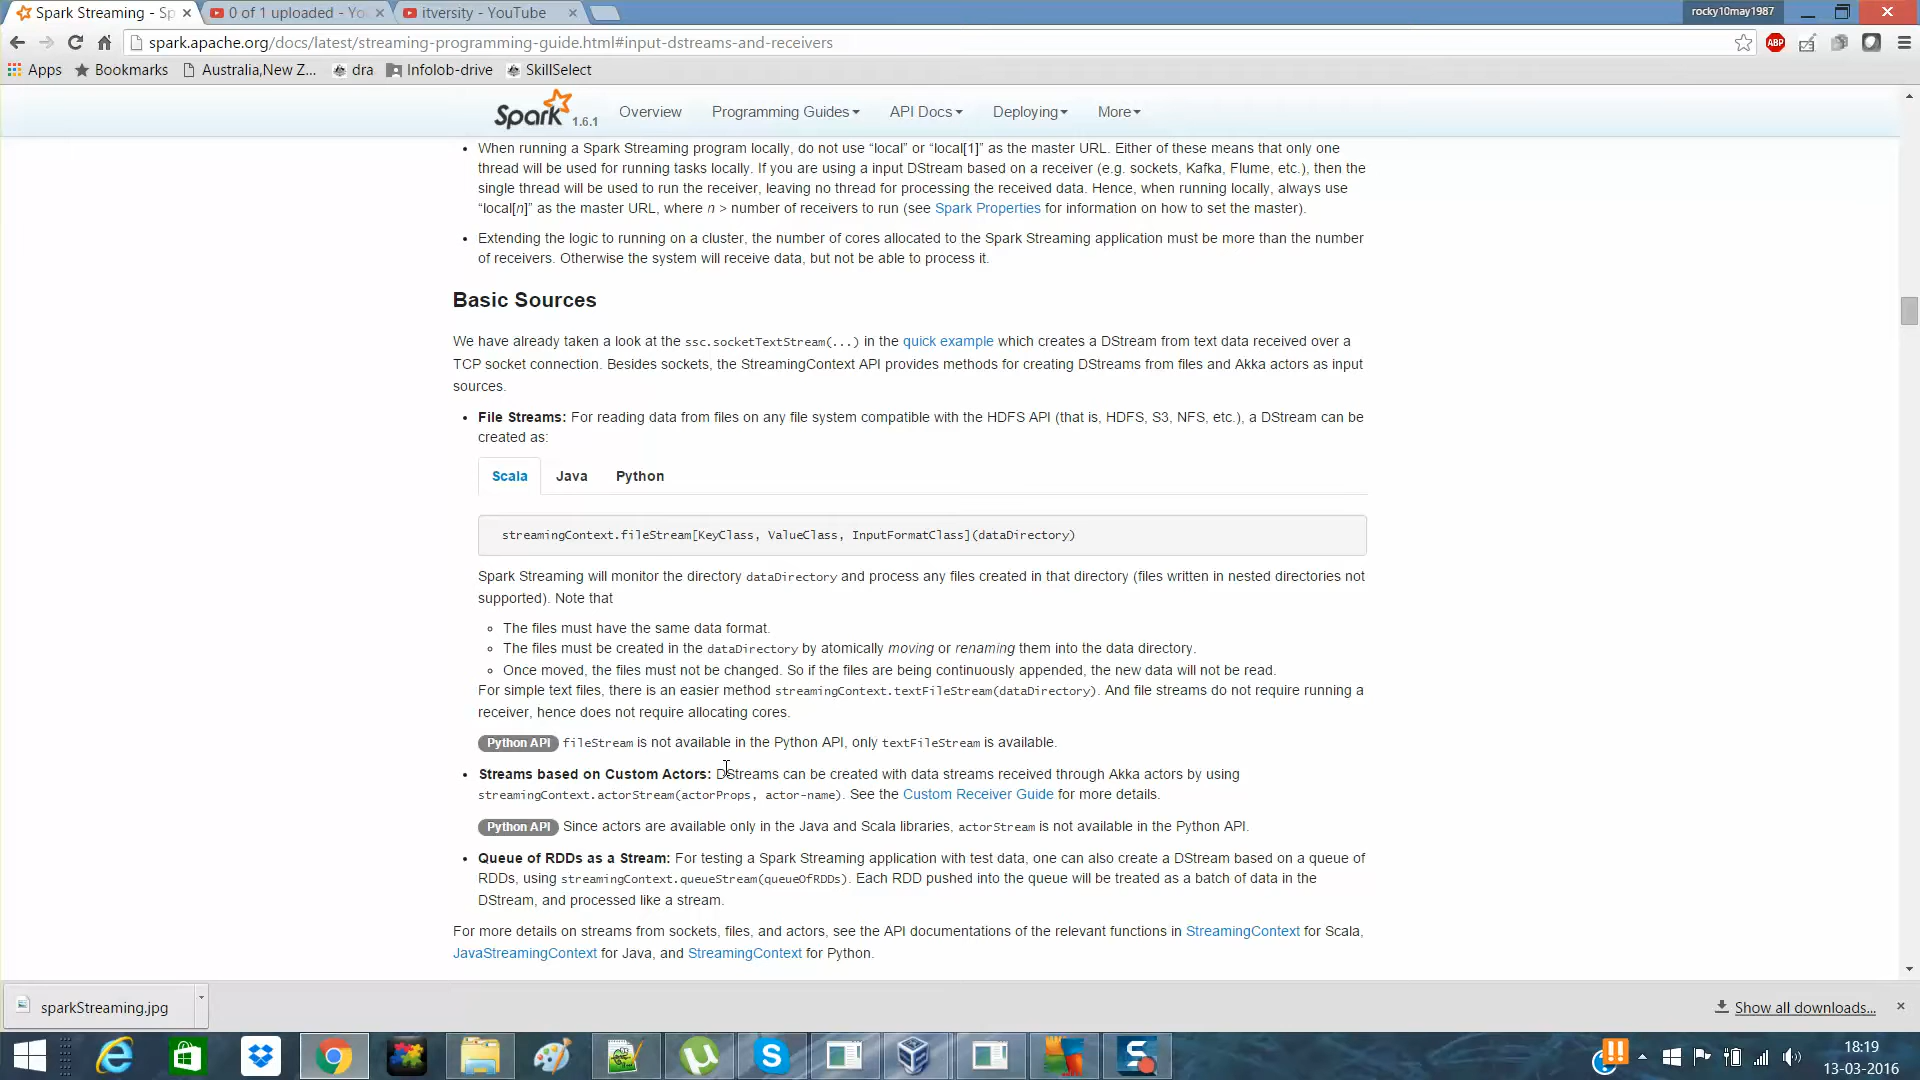 Spark Streaming - Sp
0 of 1 uploaded - Yo
itversity - YouTube
rocky10may1987
spark.apache.org/docs/latest/streaming-programming-guide.html#input-dstreams-and-receivers
ABP
Apps
Bookmarks
Australia,New Z...
dra
Infolob-drive
SkillSelect
Spark 1.6.1
Overview
Programming Guides
API Docs
Deploying
More
• When running a Spark Streaming program locally, do not use “local” or “local[1]” as the master URL. Either of these means that only one
thread will be used for running tasks locally. If you are using a input DStream based on a receiver (e.g. sockets, Kafka, Flume, etc.), then the
single thread will be used to run the receiver, leaving no thread for processing the received data. Hence, when running locally, always use
“local[n]” as the master URL, where n > number of receivers to run (see Spark Properties for information on how to set the master).
• Extending the logic to running on a cluster, the number of cores allocated to the Spark Streaming application must be more than the number
of receivers. Otherwise the system will receive data, but not be able to process it.
Basic Sources
We have already taken a look at the ssc.socketTextStream(...) in the quick example which creates a DStream from text data received over a
TCP socket connection. Besides sockets, the StreamingContext API provides methods for creating DStreams from files and Akka actors as input
sources.
• File Streams: For reading data from files on any file system compatible with the HDFS API (that is, HDFS, S3, NFS, etc.), a DStream can be
created as:
Scala
Java
Python
streamingContext.fileStream[KeyClass, ValueClass, InputFormatClass](dataDirectory)
Spark Streaming will monitor the directory dataDirectory and process any files created in that directory (files written in nested directories not
supported). Note that
◦ The files must have the same data format.
◦ The files must be created in the dataDirectory by atomically moving or renaming them into the data directory.
◦ Once moved, the files must not be changed. So if the files are being continuously appended, the new data will not be read.
For simple text files, there is an easier method streamingContext.textFileStream(dataDirectory). And file streams do not require running a
receiver, hence does not require allocating cores.
Python API fileStream is not available in the Python API, only textFileStream is available.
• Streams based on Custom Actors: DStreams can be created with data streams received through Akka actors by using
streamingContext.actorStream(actorProps, actor-name). See the Custom Receiver Guide for more details.
Python API Since actors are available only in the Java and Scala libraries, actorStream is not available in the Python API.
• Queue of RDDs as a Stream: For testing a Spark Streaming application with test data, one can also create a DStream based on a queue of
RDDs, using streamingContext.queueStream(queueOfRDDs). Each RDD pushed into the queue will be treated as a batch of data in the
DStream, and processed like a stream.
For more details on streams from sockets, files, and actors, see the API documentations of the relevant functions in StreamingContext for Scala,
JavaStreamingContext for Java, and StreamingContext for Python.
sparkStreaming.jpg
Show all downloads...
18:19
13-03-2016